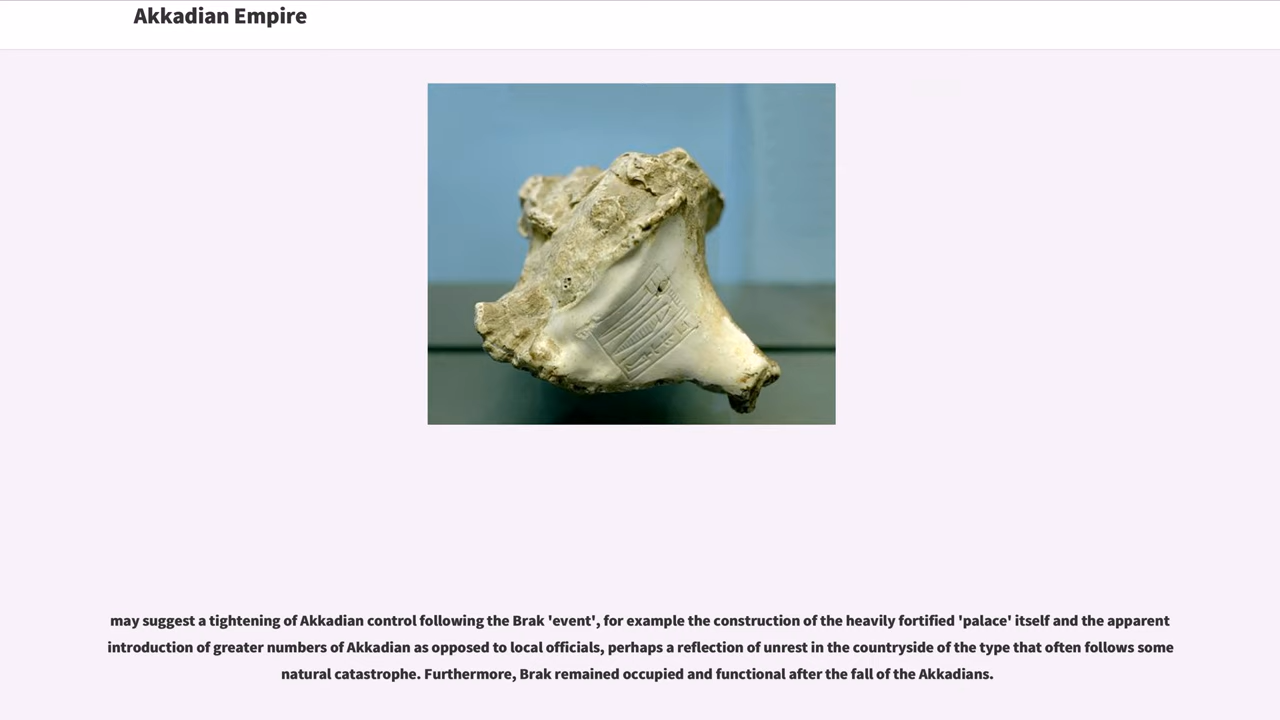 Akkadian Empire
may suggest a tightening of Akkadian control following the Brak 'event', for example the construction of the heavily fortified 'palace' itself and the apparent
introduction of greater numbers of Akkadian as opposed to local officials, perhaps a reflection of unrest in the countryside of the type that often follows some
natural catastrophe. Furthermore, Brak remained occupied and functional after the fall of the Akkadians.